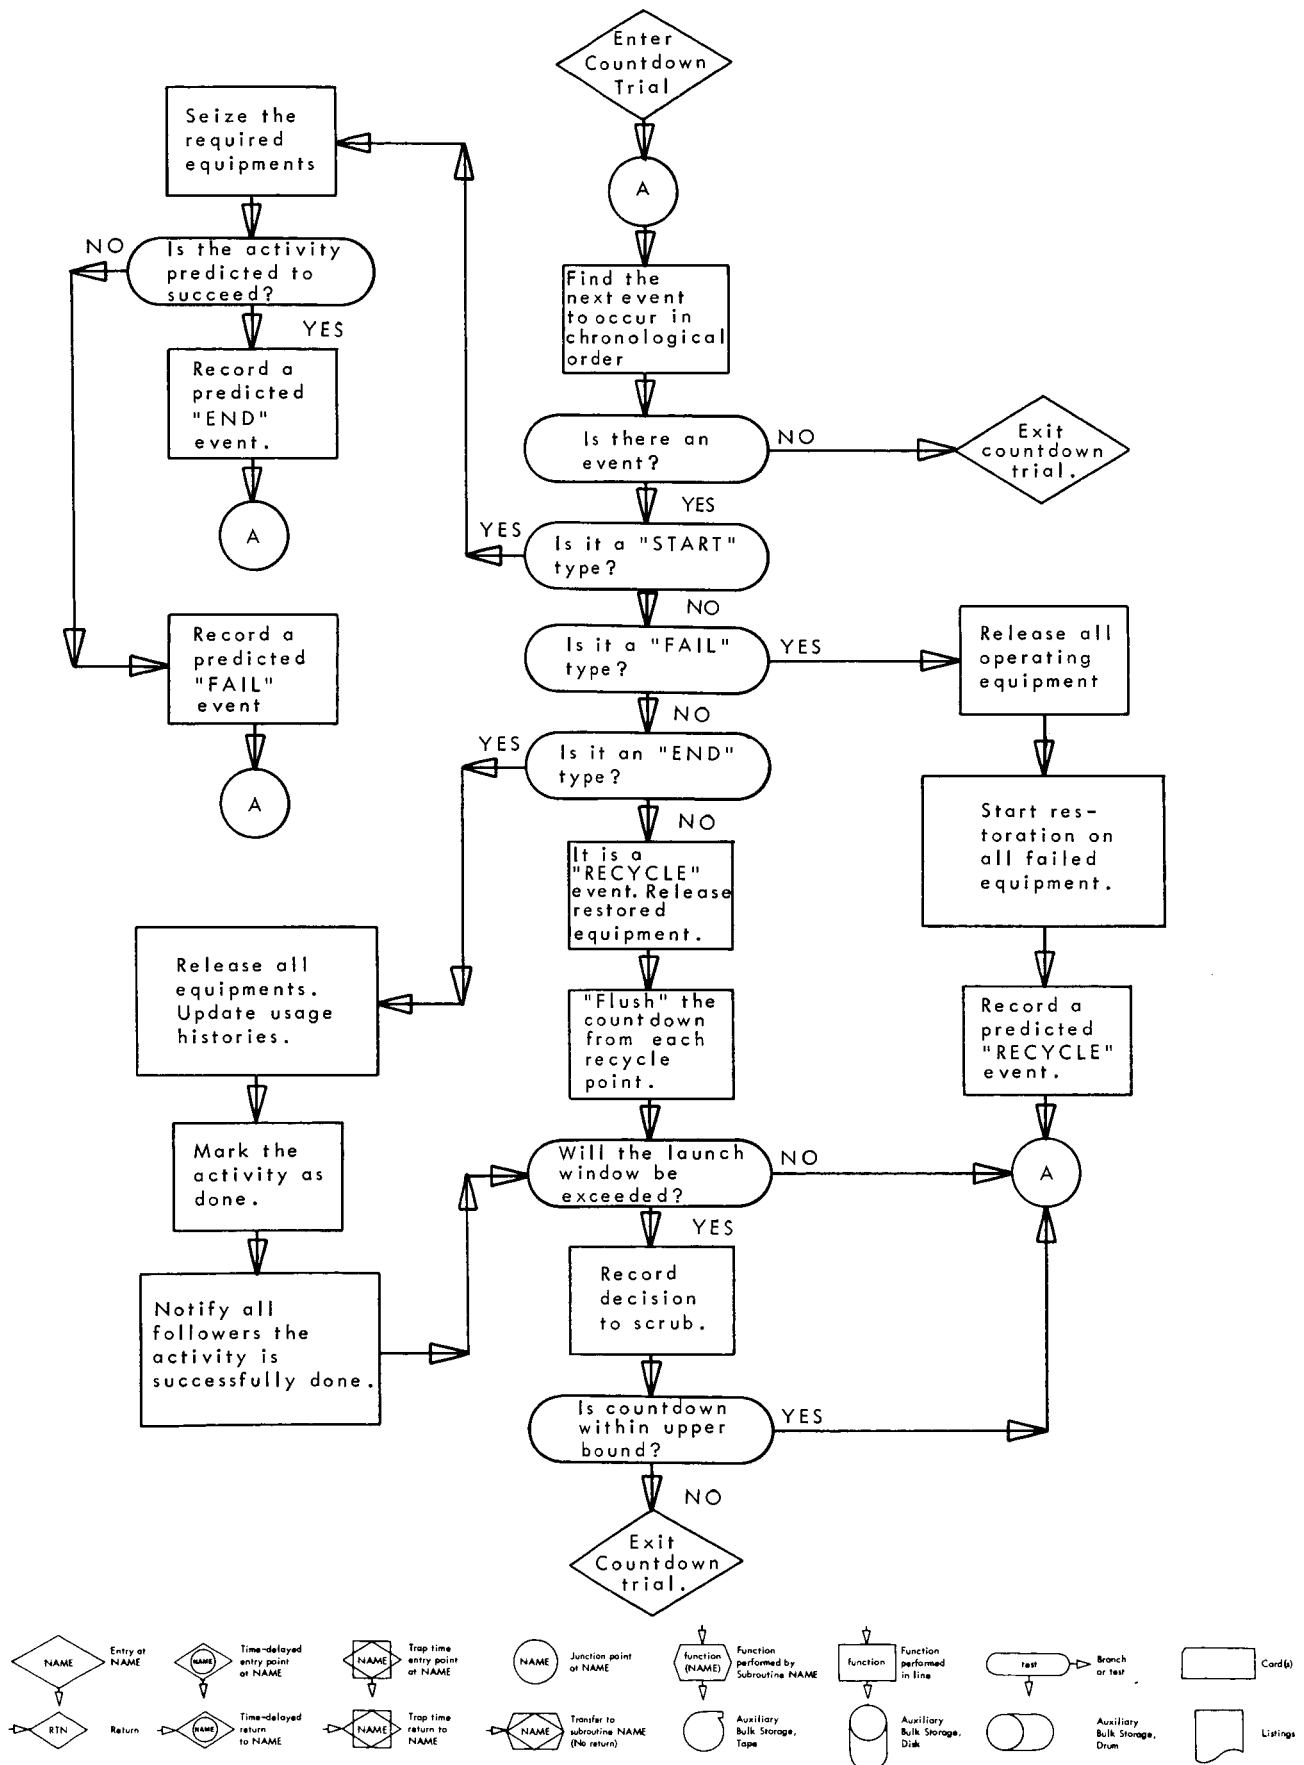 Enter
Countdown
Trial
A
Find the
next event
to occur in
chronological
order
Is there an
event?
NO
Exit
countdown
trial.
YES
Is it a "START"
type?
YES
Seize the
required
equipments
Is the activity
predicted to
succeed?
NO
YES
Record a
predicted
"END"
event.
A
Record a
predicted
"FAIL"
event
A
NO
Is it a "FAIL"
type?
YES
Release all
operating
equipment
Start res-
toration on
all failed
equipment.
Record a
predicted
"RECYCLE"
event.
A
NO
Is it an "END"
type?
YES
Release all
equipments.
Update usage
histories.
Mark the
activity as
done.
Notify all
followers the
activity is
successfully done.
NO
It is a
"RECYCLE"
event. Release
restored
equipment.
"Flush" the
countdown
from each
recycle
point.
Will the launch
window be
exceeded?
NO
YES
Record
decision
to scrub.
Is countdown
within upper
bound?
YES
NO
Exit
Countdown
trial.
NAME
Entry at
NAME
NAME
Time-delayed
entry point
at NAME
NAME
Trap time
entry point
at NAME
NAME
Junction point
at NAME
function
(NAME)
Function
performed by
Subroutine NAME
function
Function
performed
in line
test
Branch
or test
Card(s)
RTN
Return
NAME
Time-delayed
return
to NAME
NAME
Trap time
return to
NAME
NAME
Transfer to
subroutine NAME
(No return)
Auxiliary
Bulk Storage,
Tape
Auxiliary
Bulk Storage,
Disk
Auxiliary
Bulk Storage,
Drum
Listings